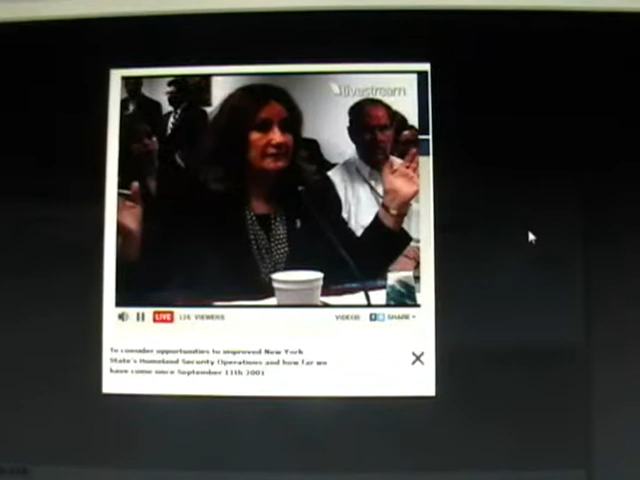 livestream
LIVE 126 VIEWERS VIDEOS SHARE
To consider opportunities to improved New York
State's Homeland Security Operations and how far we
have come since September 11th 2001